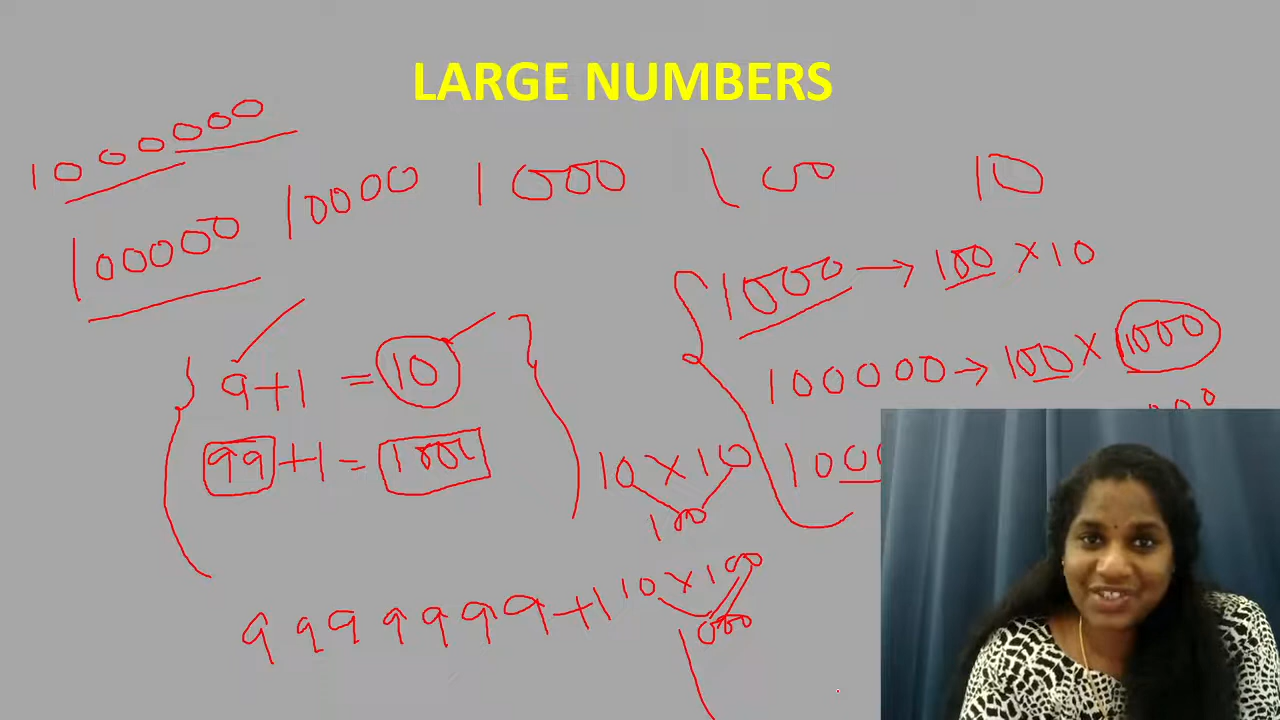 LARGE NUMBERS
1000000
100000 10000 1000 100 10
1000 → 100 × 10
9+1 = 10
100000 → 100 × 1000
99+1 = 100
10 × 10
100
9999999+1
10 × 100
1000